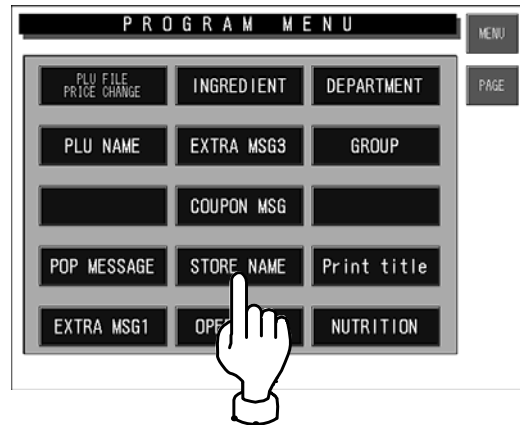 PROGRAM MENU
MENU
PLU FILE
PRICE CHANGE
INGREDIENT
DEPARTMENT
PAGE
PLU NAME
EXTRA MSG3
GROUP
COUPON MSG
POP MESSAGE
STORE NAME
Print title
EXTRA MSG1
NUTRITION